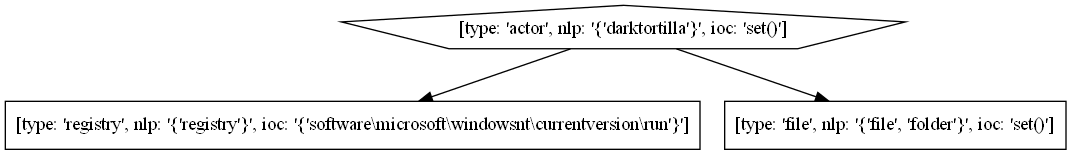 [type: 'actor', nlp: '{'darktortilla'}', ioc: 'set()']
[type: 'registry', nlp: '{'registry'}', ioc: '{'software\microsoft\windowsnt\currentversion\run'}']
[type: 'file', nlp: '{'file', 'folder'}', ioc: 'set()']